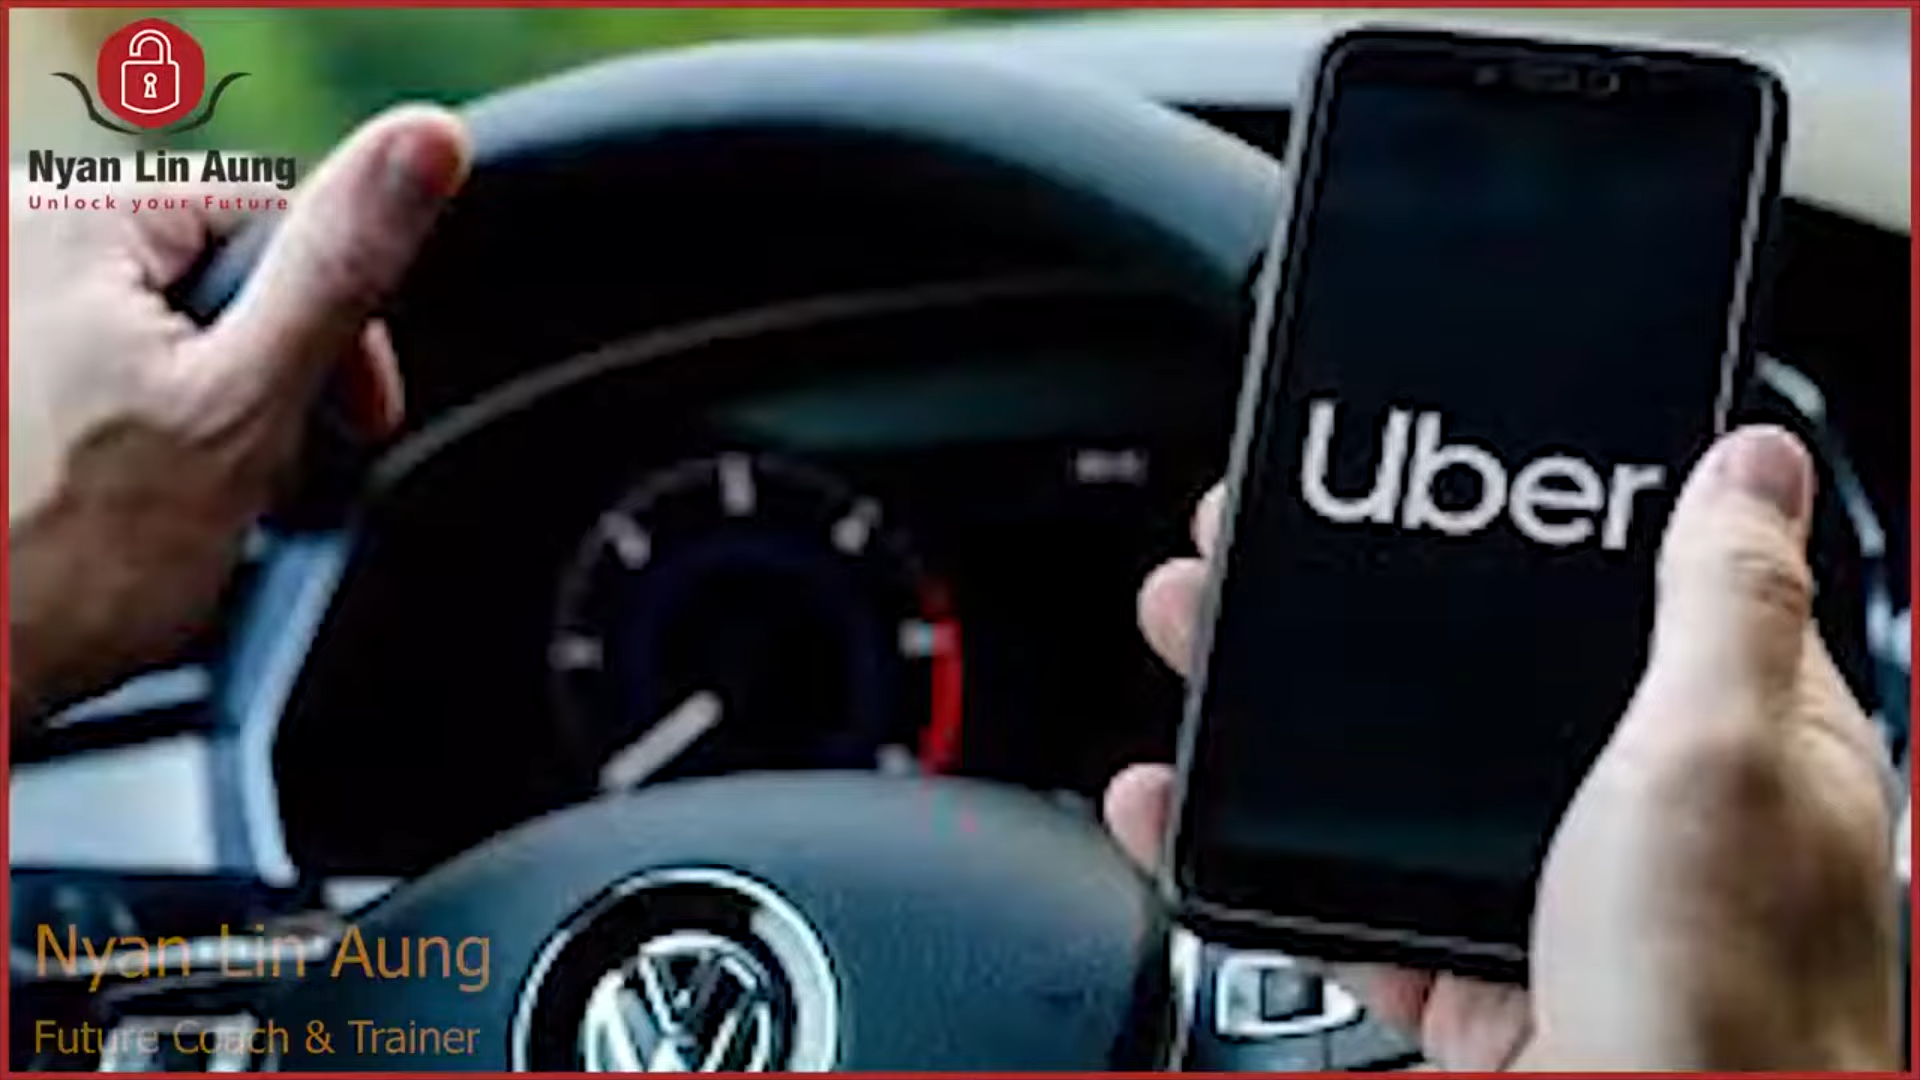 Nyan Lin Aung
Unlock your Future
Uber
Nyan Lin Aung
Future Coach & Trainer